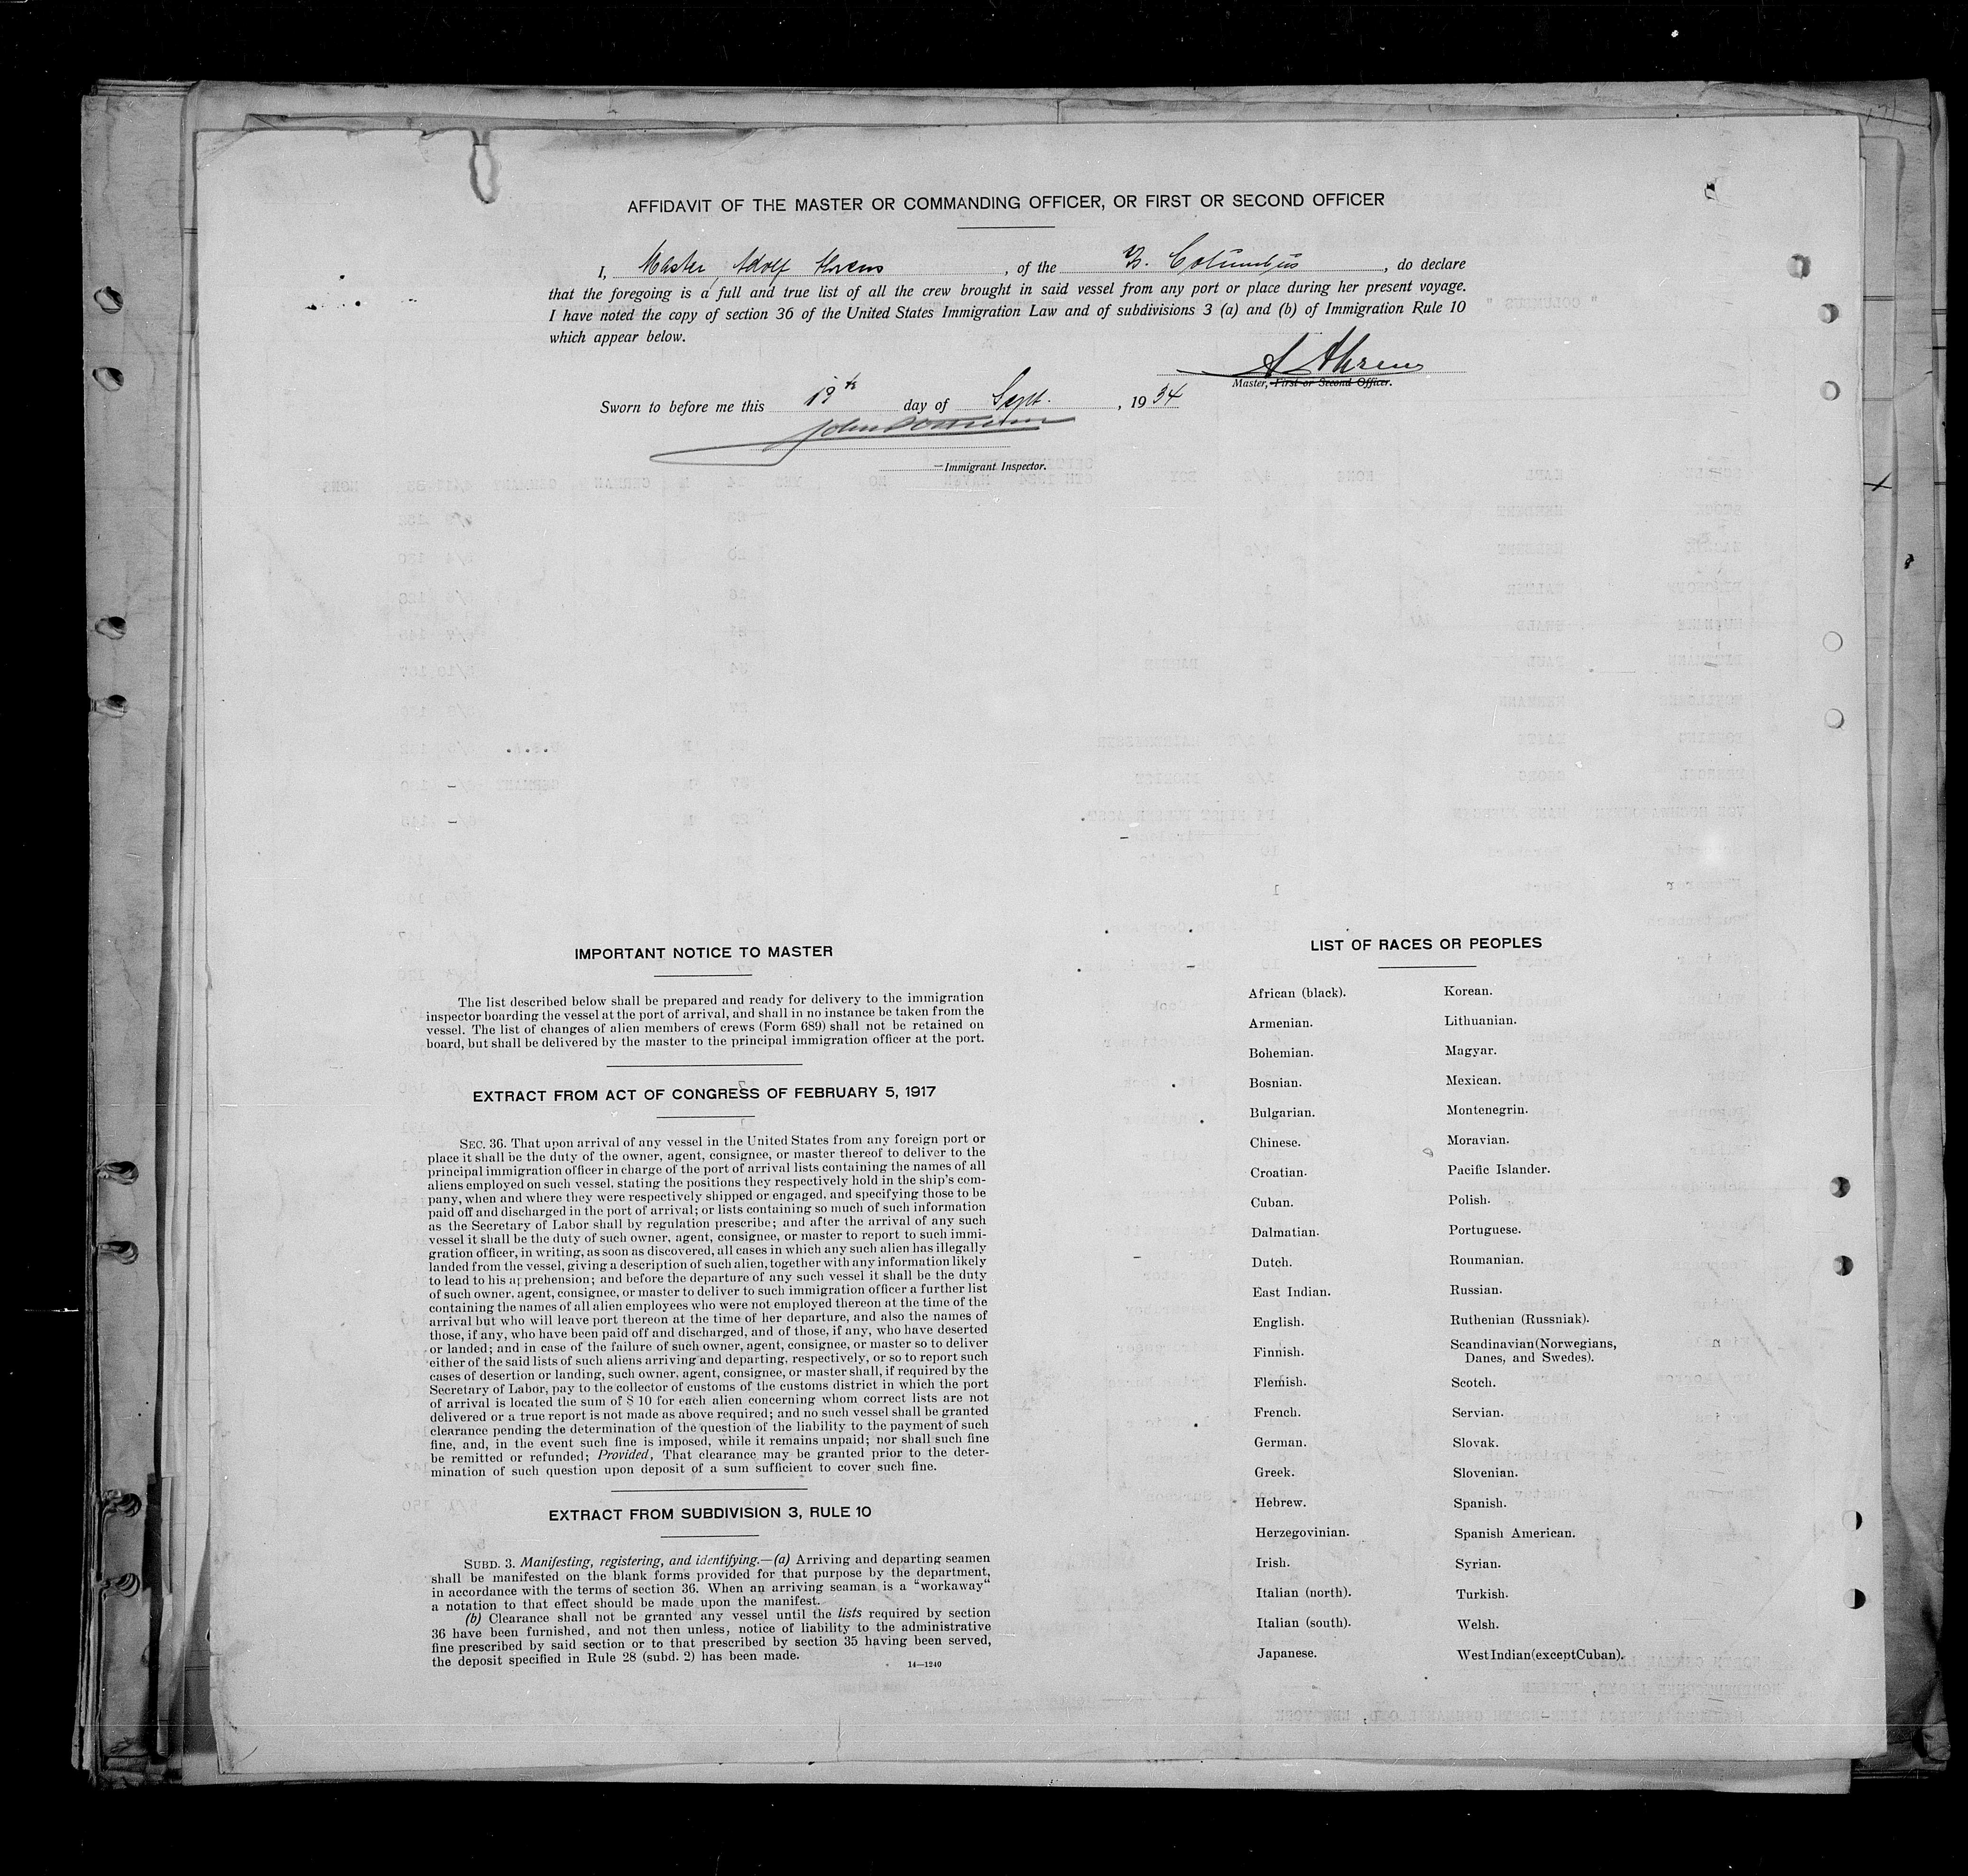 AFFIDAVIT OF THE MASTER OR COMMANDING OFFICER, OR FIRST OR SECOND OFFICER
I, Master Adolf Ahrens, of the D. Columbus, do declare
that the foregoing is a full and true list of all the crew brought in said vessel from any port or place during her present voyage.
I have noted the copy of section 36 of the United States Immigration Law and of subdivisions 3 (a) and (b) of Immigration Rule 10
which appear below.
A Ahrens
Master, First or Second Officer.
Sworn to before me this 19th day of Sept., 1934
Immigrant Inspector.
IMPORTANT NOTICE TO MASTER
The list described below shall be prepared and ready for delivery to the immigration
inspector boarding the vessel at the port of arrival, and shall in no instance be taken from the
vessel. The list of changes of alien members of crews (Form 689) shall not be retained on
board, but shall be delivered by the master to the principal immigration officer at the port.
EXTRACT FROM ACT OF CONGRESS OF FEBRUARY 5, 1917
SEC. 36. That upon arrival of any vessel in the United States from any foreign port or
place it shall be the duty of the owner, agent, consignee, or master thereof to deliver to the
principal immigration officer in charge of the port of arrival lists containing the names of all
aliens employed on such vessel, stating the positions they respectively hold in the ship's com-
pany, when and where they were respectively shipped or engaged, and specifying those to be
paid off and discharged in the port of arrival; or lists containing so much of such information
as the Secretary of Labor shall by regulation prescribe; and after the arrival of any such
vessel it shall be the duty of such owner, agent, consignee, or master to report to such immi-
gration officer, in writing, as soon as discovered, all cases in which any such alien has illegally
landed from the vessel, giving a description of such alien, together with any information likely
to lead to his apprehension; and before the departure of any such vessel it shall be the duty
of such owner, agent, consignee, or master to deliver to such immigration officer a further list
containing the names of all alien employees who were not employed thereon at the time of the
arrival but who will leave port thereon at the time of her departure, and also the names of
those, if any, who have been paid off and discharged, and of those, if any, who have deserted
or landed; and in case of the failure of such owner, agent, consignee, or master so to deliver
either of the said lists of such aliens arriving and departing, respectively, or so to report such
cases of desertion or landing, such owner, agent, consignee, or master shall, if required by the
Secretary of Labor, pay to the collector of customs of the customs district in which the port
of arrival is located the sum of $ 10 for each alien concerning whom correct lists are not
delivered or a true report is not made as above required; and no such vessel shall be granted
clearance pending the determination of the question of the liability to the payment of such
fine, and, in the event such fine is imposed, while it remains unpaid; nor shall such fine
be remitted or refunded; Provided, That clearance may be granted prior to the deter-
mination of such question upon deposit of a sum sufficient to cover such fine.
EXTRACT FROM SUBDIVISION 3, RULE 10
SUBD. 3. Manifesting, registering, and identifying.—(a) Arriving and departing seamen
shall be manifested on the blank forms provided for that purpose by the department,
in accordance with the terms of section 36. When an arriving seaman is a “workaway“
a notation to that effect should be made upon the manifest.
(b) Clearance shall not be granted any vessel until the lists required by section
36 have been furnished, and not then unless, notice of liability to the administrative
fine prescribed by said section or to that prescribed by section 35 having been served,
the deposit specified in Rule 28 (subd. 2) has been made.
14—1240
LIST OF RACES OR PEOPLES
African (black).
Armenian.
Bohemian.
Bosnian.
Bulgarian.
Chinese.
Croatian.
Cuban.
Dalmatian.
Dutch.
East Indian.
English.
Finnish.
Flemish.
French.
German.
Greek.
Hebrew.
Herzegovinian.
Irish.
Italian (north).
Italian (south).
Japanese.
Korean.
Lithuanian.
Magyar.
Mexican.
Montenegrin.
Moravian.
Pacific Islander.
Polish.
Portuguese.
Roumanian.
Russian.
Ruthenian (Russniak).
Scandinavian (Norwegians,
Danes, and Swedes).
Scotch.
Servian.
Slovak.
Slovenian.
Spanish.
Spanish American.
Syrian.
Turkish.
Welsh.
West Indian (except Cuban).